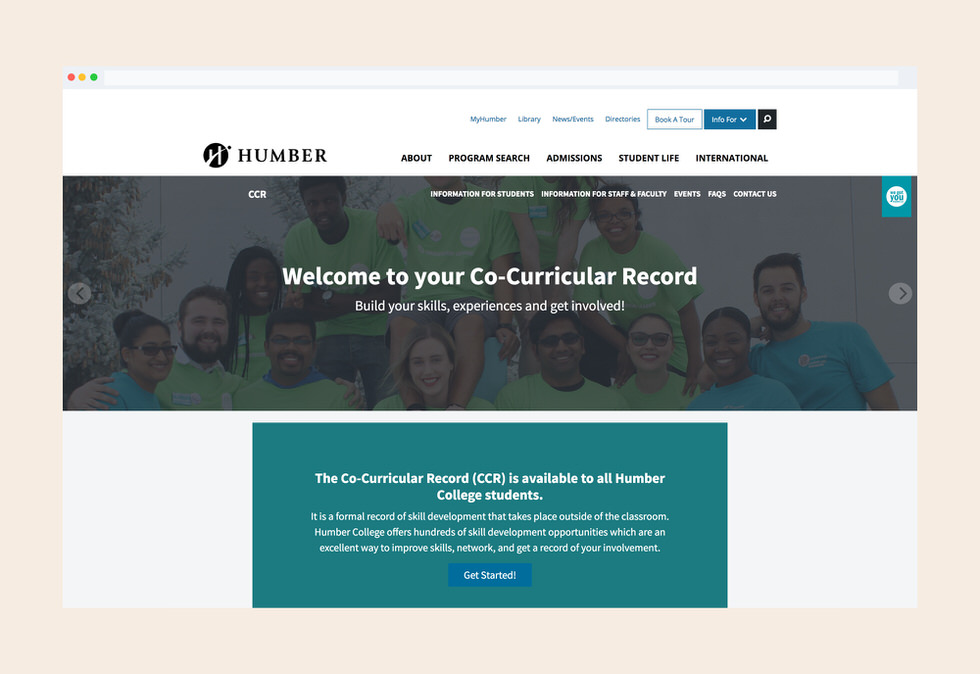 MyHumber Library News/Events Directories Book A Tour Info For
HUMBER
ABOUT PROGRAM SEARCH ADMISSIONS STUDENT LIFE INTERNATIONAL
CCR INFORMATION FOR STUDENTS INFORMATION FOR STAFF & FACULTY EVENTS FAQS CONTACT US
we got
you
Welcome to your Co-Curricular Record
Build your skills, experiences and get involved!
The Co-Curricular Record (CCR) is available to all Humber
College students.
It is a formal record of skill development that takes place outside of the classroom.
Humber College offers hundreds of skill development opportunities which are an
excellent way to improve skills, network, and get a record of your involvement.
Get Started!